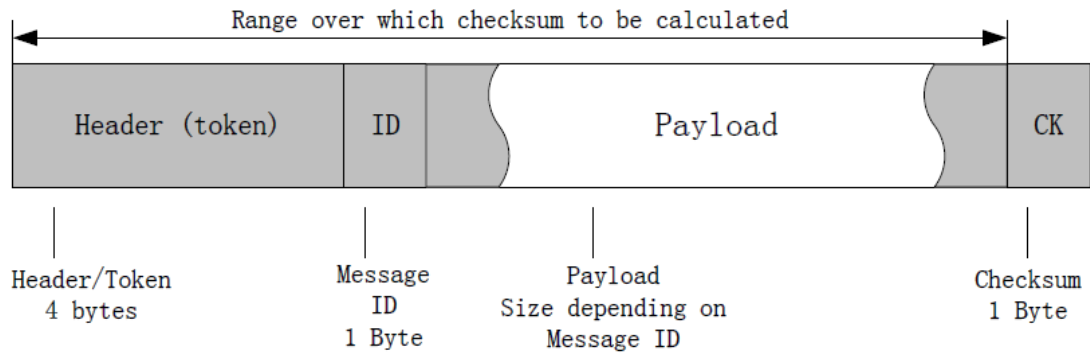 Range over which checksum to be calculated
Header (token)
ID
Payload
CK
Header/Token
4 bytes
Message
ID
1 Byte
Payload
Size depending on
Message ID
Checksum
1 Byte